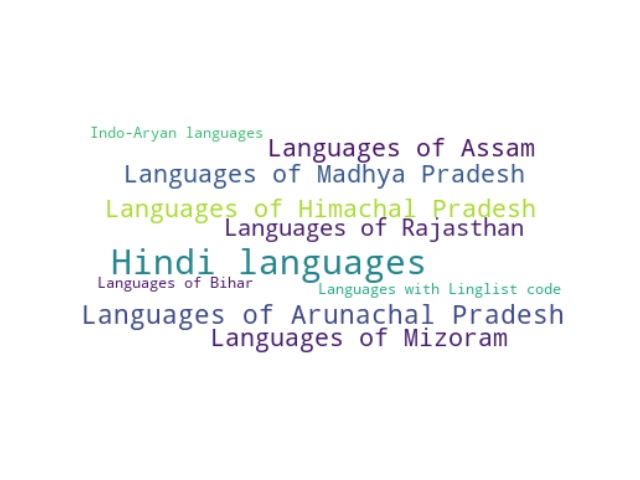 Indo-Aryan languages
Languages of Assam
Languages of Madhya Pradesh
Languages of Himachal Pradesh
Languages of Rajasthan
Hindi languages
Languages of Bihar
Languages with Linglist code
Languages of Arunachal Pradesh
Languages of Mizoram